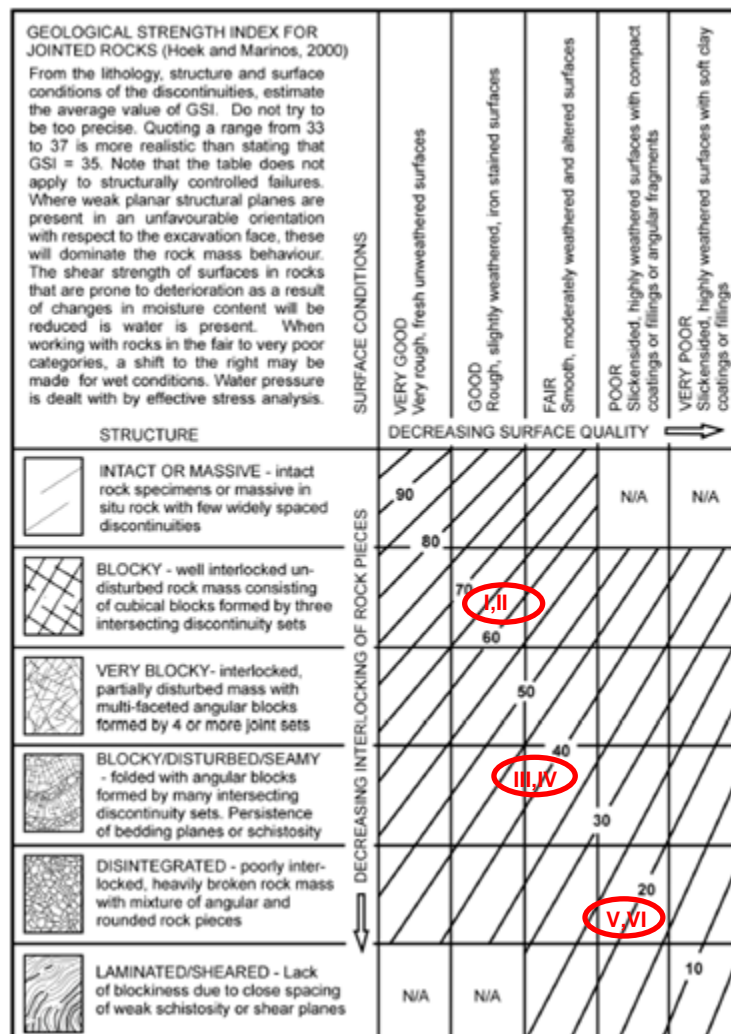 GEOLOGICAL STRENGTH INDEX FOR
JOINTED ROCKS (Hoek and Marinos, 2000)
From the lithology, structure and surface
conditions of the discontinuities, estimate
the average value of GSI. Do not try to
be too precise. Quoting a range from 33
to 37 is more realistic than stating that
GSI = 35. Note that the table does not
apply to structurally controlled failures.
Where weak planar structural planes are
present in an unfavourable orientation
with respect to the excavation face, these
will dominate the rock mass behaviour.
The shear strength of surfaces in rocks
that are prone to deterioration as a result
of changes in moisture content will be
reduced is water is present. When
working with rocks in the fair to very poor
categories, a shift to the right may be
made for wet conditions. Water pressure
is dealt with by effective stress analysis.
STRUCTURE
SURFACE CONDITIONS
VERY GOOD
Very rough, fresh unweathered surfaces
GOOD
Rough, slightly weathered, iron stained surfaces
FAIR
Smooth, moderately weathered and altered surfaces
POOR
Slickensided, highly weathered surfaces with compact
coatings or fillings or angular fragments
VERY POOR
Slickensided, highly weathered surfaces with soft clay
coatings or fillings
DECREASING SURFACE QUALITY
DECREASING INTERLOCKING OF ROCK PIECES
INTACT OR MASSIVE - intact
rock specimens or massive in
situ rock with few widely spaced
discontinuities
90
80
N/A
N/A
BLOCKY - well interlocked un-
disturbed rock mass consisting
of cubical blocks formed by three
intersecting discontinuity sets
70
I,II
60
VERY BLOCKY- interlocked,
partially disturbed mass with
multi-faceted angular blocks
formed by 4 or more joint sets
50
BLOCKY/DISTURBED/SEAMY
- folded with angular blocks
formed by many intersecting
discontinuity sets. Persistence
of bedding planes or schistosity
40
III,IV
30
DISINTEGRATED - poorly inter-
locked, heavily broken rock mass
with mixture of angular and
rounded rock pieces
20
V,VI
LAMINATED/SHEARED - Lack
of blockiness due to close spacing
of weak schistosity or shear planes
N/A
N/A
10